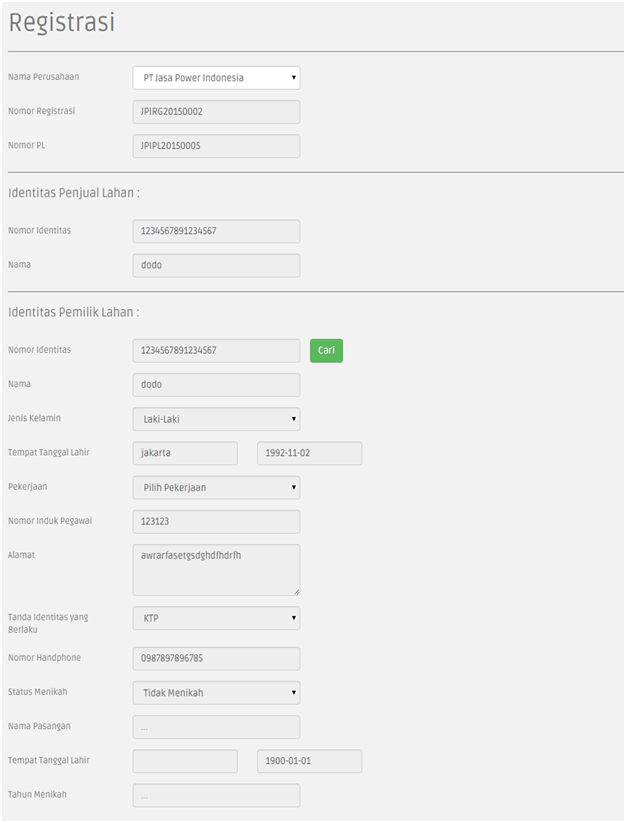 Registrasi
Nama Perusahaan PT Jasa Power Indonesia
Nomor Registrasi JPIRG20150002
Nomor PL JPIPL20150005
Identitas Penjual Lahan :
Nomor Identitas 1234567891234567
Nama dodo
Identitas Pemilik Lahan :
Nomor Identitas 1234567891234567 Cari
Nama dodo
Jenis Kelamin Laki-Laki
Tempat Tanggal Lahir jakarta 1992-11-02
Pekerjaan Pilih Pekerjaan
Nomor Induk Pegawai 123123
Alamat awrarfasetgsdghdfhdrfh
Tanda Identitas yang
Berlaku KTP
Nomor Handphone 0987897896785
Status Menikah Tidak Menikah
Nama Pasangan ...
Tempat Tanggal Lahir 1900-01-01
Tahun Menikah ...